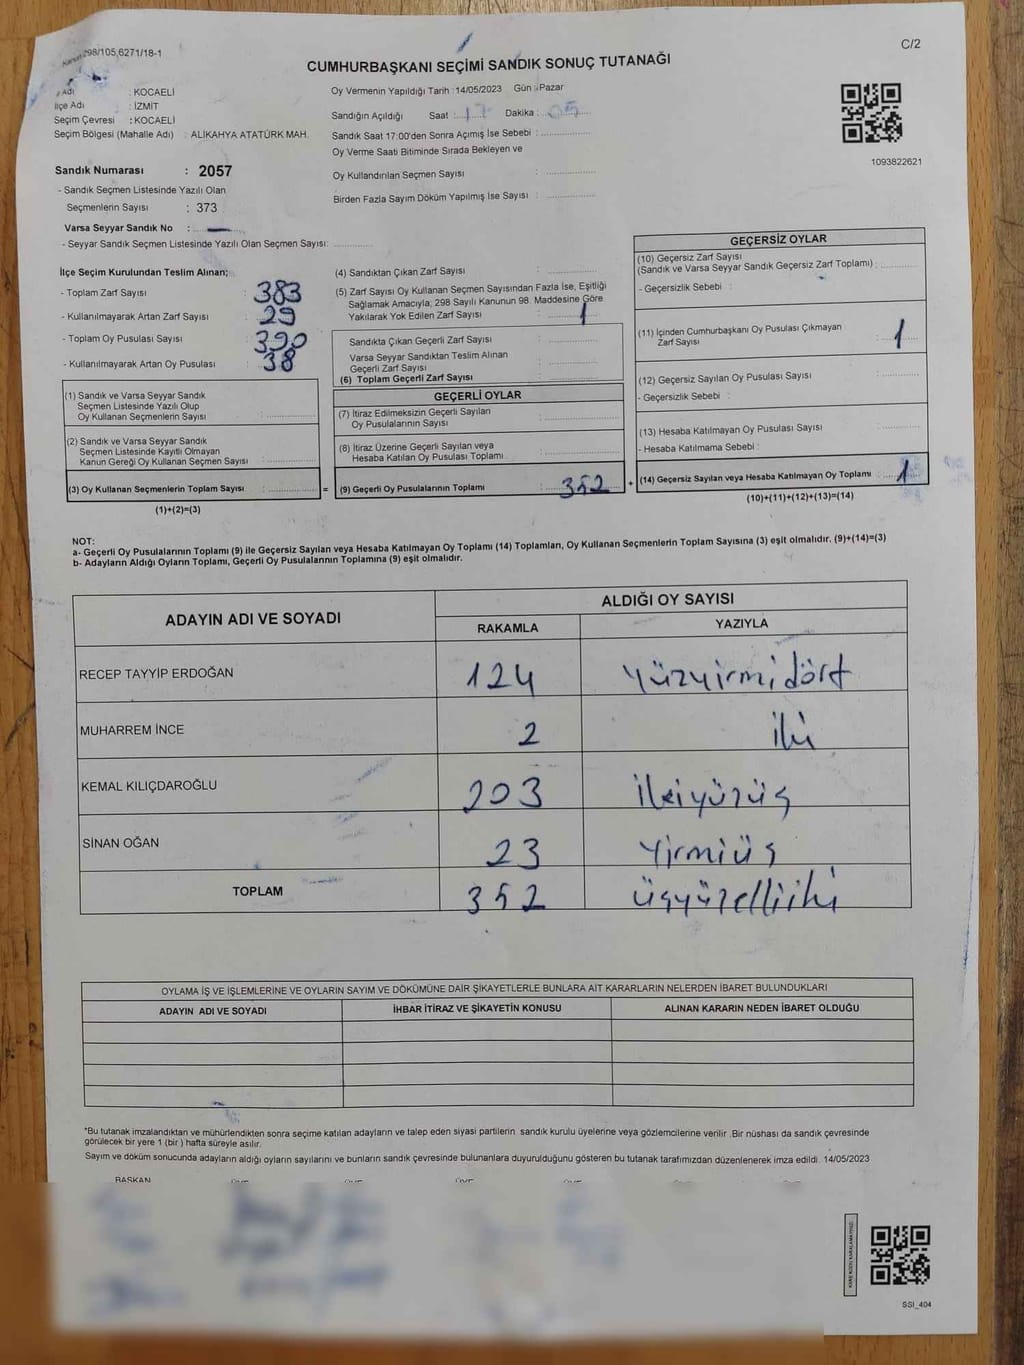 Kanun 298/105,6271/18-1
C/2
CUMHURBAŞKANI SEÇİMİ SANDIK SONUÇ TUTANAĞI
Adı : KOCAELİ
İlçe Adı : İZMİT
Seçim Çevresi : KOCAELİ
Seçim Bölgesi (Mahalle Adı) : ALİKAHYA ATATÜRK MAH.
Oy Vermenin Yapıldığı Tarih :14/05/2023 Gün :Pazar
Sandığın Açıldığı Saat : 17 Dakika : 05
Sandık Saat 17:00'den Sonra Açımış İse Sebebi :
Oy Verme Saati Bitiminde Sırada Bekleyen ve
Oy Kullandırılan Seçmen Sayısı :
Birden Fazla Sayım Döküm Yapılmış İse Sayısı :
1093822621
Sandık Numarası : 2057
- Sandık Seçmen Listesinde Yazılı Olan
Seçmenlerin Sayısı : 373
Varsa Seyyar Sandık No : —
- Seyyar Sandık Seçmen Listesinde Yazılı Olan Seçmen Sayısı:
İlçe Seçim Kurulundan Teslim Alınan;
- Toplam Zarf Sayısı : 383
- Kullanılmayarak Artan Zarf Sayısı : 29
- Toplam Oy Pusulası Sayısı : 390
- Kullanılmayarak Artan Oy Pusulası : 38
(1) Sandık ve Varsa Seyyar Sandık
Seçmen Listesinde Yazılı Olup
Oy Kullanan Seçmenlerin Sayısı :
(2) Sandık ve Varsa Seyyar Sandık
Seçmen Listesinde Kayıtlı Olmayan
Kanun Gereği Oy Kullanan Seçmen Sayısı :
(3) Oy Kullanan Seçmenlerin Toplam Sayısı :
(1)+(2)=(3)
=
(4) Sandıktan Çıkan Zarf Sayısı :
(5) Zarf Sayısı Oy Kullanan Seçmen Sayısından Fazla İse, Eşitliği
Sağlamak Amacıyla; 298 Sayılı Kanunun 98. Maddesine Göre
Yakılarak Yok Edilen Zarf Sayısı : 1
Sandıkta Çıkan Geçerli Zarf Sayısı :
Varsa Seyyar Sandıktan Teslim Alınan
Geçerli Zarf Sayısı :
(6) Toplam Geçerli Zarf Sayısı :
GEÇERLİ OYLAR
(7) İtiraz Edilmeksizin Geçerli Sayılan
Oy Pusulalarının Sayısı :
(8) İtiraz Üzerine Geçerli Sayılan veya
Hesaba Katılan Oy Pusulası Toplamı :
(9) Geçerli Oy Pusulalarının Toplamı : 352
+
GEÇERSİZ OYLAR
(10) Geçersiz Zarf Sayısı
(Sandık ve Varsa Seyyar Sandık Geçersiz Zarf Toplamı) :
- Geçersizlik Sebebi :
(11) İçinden Cumhurbaşkanı Oy Pusulası Çıkmayan
Zarf Sayısı : 1
(12) Geçersiz Sayılan Oy Pusulası Sayısı :
- Geçersizlik Sebebi :
(13) Hesaba Katılmayan Oy Pusulası Sayısı :
- Hesaba Katılmama Sebebi :
(14) Geçersiz Sayılan veya Hesaba Katılmayan Oy Toplamı : 1
(10)+(11)+(12)+(13)=(14)
NOT:
a- Geçerli Oy Pusulalarının Toplamı (9) ile Geçersiz Sayılan veya Hesaba Katılmayan Oy Toplamı (14) Toplamları, Oy Kullanan Seçmenlerin Toplam Sayısına (3) eşit olmalıdır. (9)+(14)=(3)
b- Adayların Aldığı Oyların Toplamı, Geçerli Oy Pusulalarının Toplamına (9) eşit olmalıdır.
ADAYIN ADI VE SOYADI
ALDIĞI OY SAYISI
RAKAMLA YAZIYLA
RECEP TAYYİP ERDOĞAN 124 Yüzyirmidört
MUHARREM İNCE 2 iki
KEMAL KILIÇDAROĞLU 203 ikiyüzüç
SİNAN OĞAN 23 Yirmiüç
TOPLAM 352 üçyüzelliiki
OYLAMA İŞ VE İŞLEMLERİNE VE OYLARIN SAYIM VE DÖKÜMÜNE DAİR ŞİKAYETLERLE BUNLARA AİT KARARLARIN NELERDEN İBARET BULUNDUKLARI
ADAYIN ADI VE SOYADI İHBAR İTİRAZ VE ŞİKAYETİN KONUSU ALINAN KARARIN NEDEN İBARET OLDUĞU
*Bu tutanak imzalandıktan ve mühürlendikten sonra seçime katılan adayların ve talep eden siyasi partilerin sandık kurulu üyelerine veya gözlemcilerine verilir .Bir nüshası da sandık çevresinde
görülecek bir yere 1 (bir ) hafta süreyle asılır.
Sayım ve döküm sonucunda adayların aldığı oyların sayılarını ve bunların sandık çevresinde bulunanlara duyurulduğunu gösteren bu tutanak tarafımızdan düzenlenerek imza edildi. 14/05/2023
BAŞKAN
SSI_404